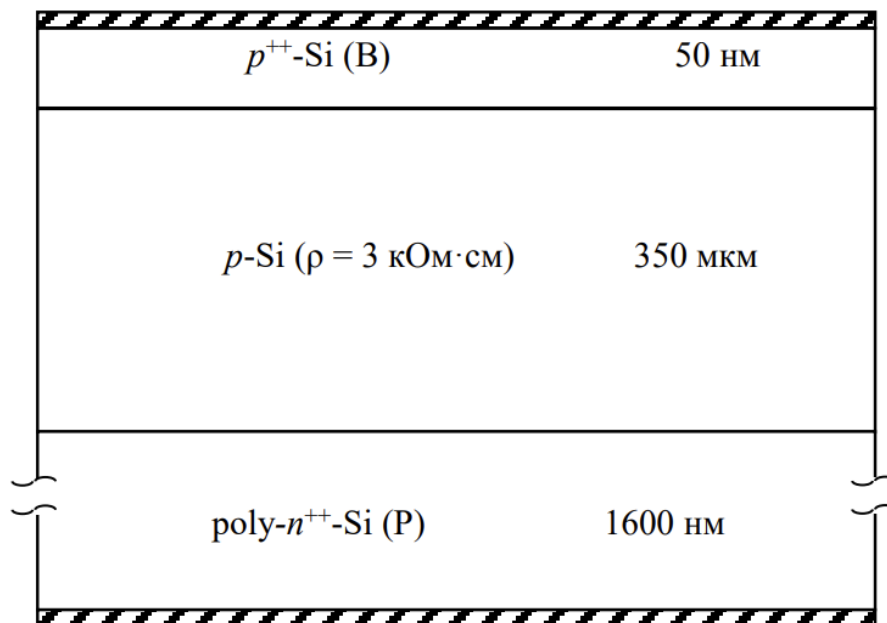 p⁺⁺-Si (B) 50 нм
p-Si (ρ = 3 кОм·см) 350 мкм
poly-n⁺⁺-Si (P) 1600 нм